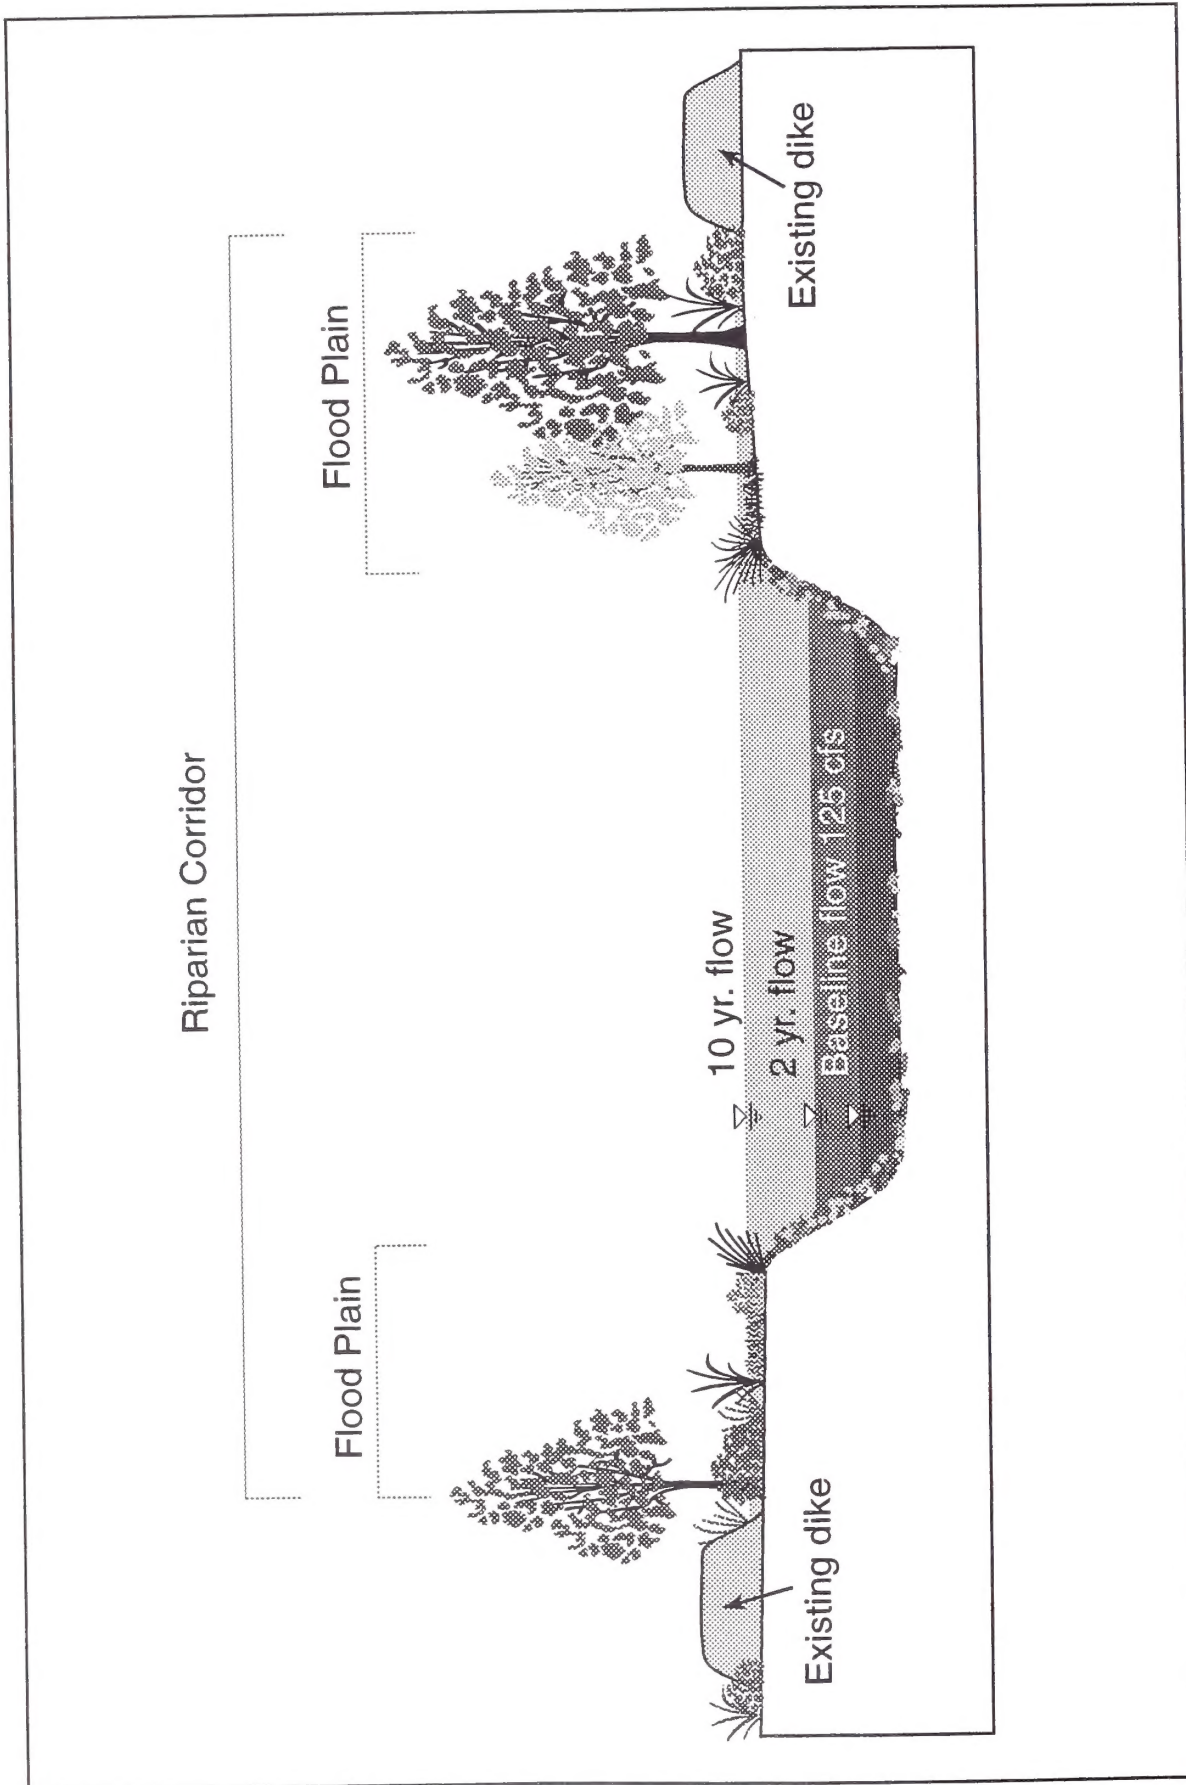 Riparian Corridor
Flood Plain
Flood Plain
10 yr. flow
2 yr. flow
Baseline flow 125 cfs
Existing dike
Existing dike